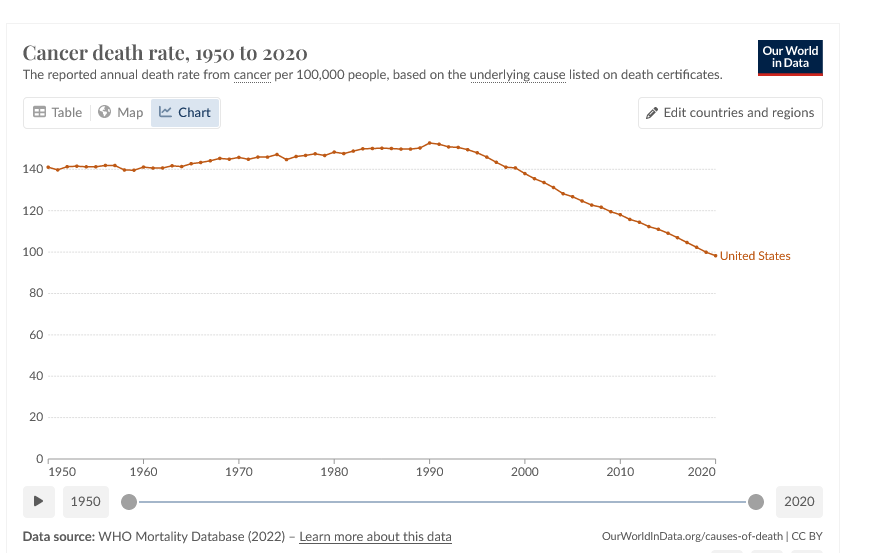 Cancer death rate, 1950 to 2020
The reported annual death rate from cancer per 100,000 people, based on the underlying cause listed on death certificates.
Our World
in Data
Table
Map
Chart
Edit countries and regions
140
120
100
80
60
40
20
0
United States
1950
1960
1970
1980
1990
2000
2010
2020
1950
2020
Data source: WHO Mortality Database (2022) – Learn more about this data
OurWorldInData.org/causes-of-death | CC BY